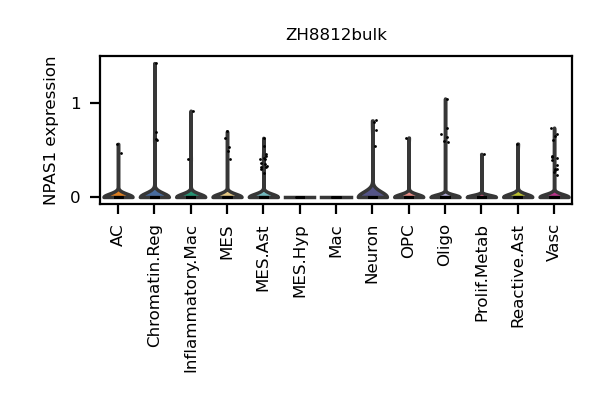 ZH8812bulk
NPAS1 expression
1
0
AC
Chromatin.Reg
Inflammatory.Mac
MES
MES.Ast
MES.Hyp
Mac
Neuron
OPC
Oligo
Prolif.Metab
Reactive.Ast
Vasc